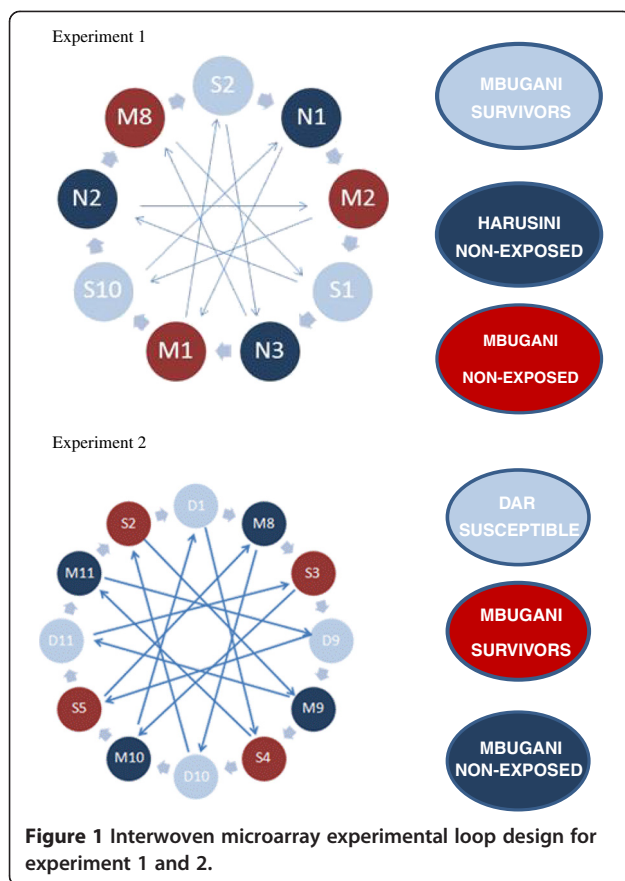 Experiment 1
S2
N1
M2
S1
N3
M1
S10
N2
M8
MBUGANI
SURVIVORS
HARUSINI
NON-EXPOSED
MBUGANI
NON-EXPOSED
Experiment 2
D1
M8
S3
D9
M9
S4
D10
M10
S5
D11
M11
S2
DAR
SUSCEPTIBLE
MBUGANI
SURVIVORS
MBUGANI
NON-EXPOSED
Figure 1 Interwoven microarray experimental loop design for
experiment 1 and 2.